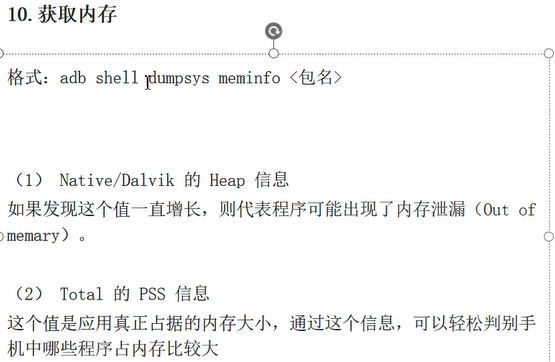 10.获取内存
格式：adb shell dumpsys meminfo <包名>
（1） Native/Dalvik 的 Heap 信息
如果发现这个值一直增长，则代表程序可能出现了内存泄漏（Out of
memary）。
（2） Total 的 PSS 信息
这个值是应用真正占据的内存大小，通过这个信息，可以轻松判别手
机中哪些程序占内存比较大